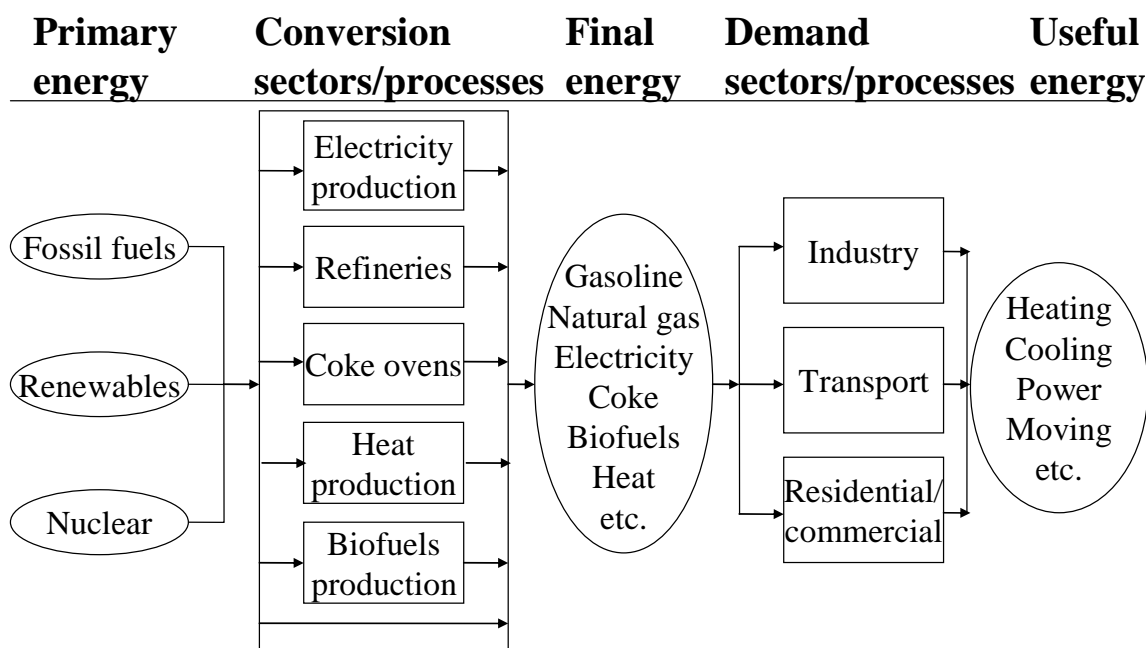 Primary
energy
Conversion
sectors/processes
Final
energy
Demand
sectors/processes
Useful
energy
Fossil fuels
Renewables
Nuclear
Electricity
production
Refineries
Coke ovens
Heat
production
Biofuels
production
Gasoline
Natural gas
Electricity
Coke
Biofuels
Heat
etc.
Industry
Transport
Residential/
commercial
Heating
Cooling
Power
Moving
etc.